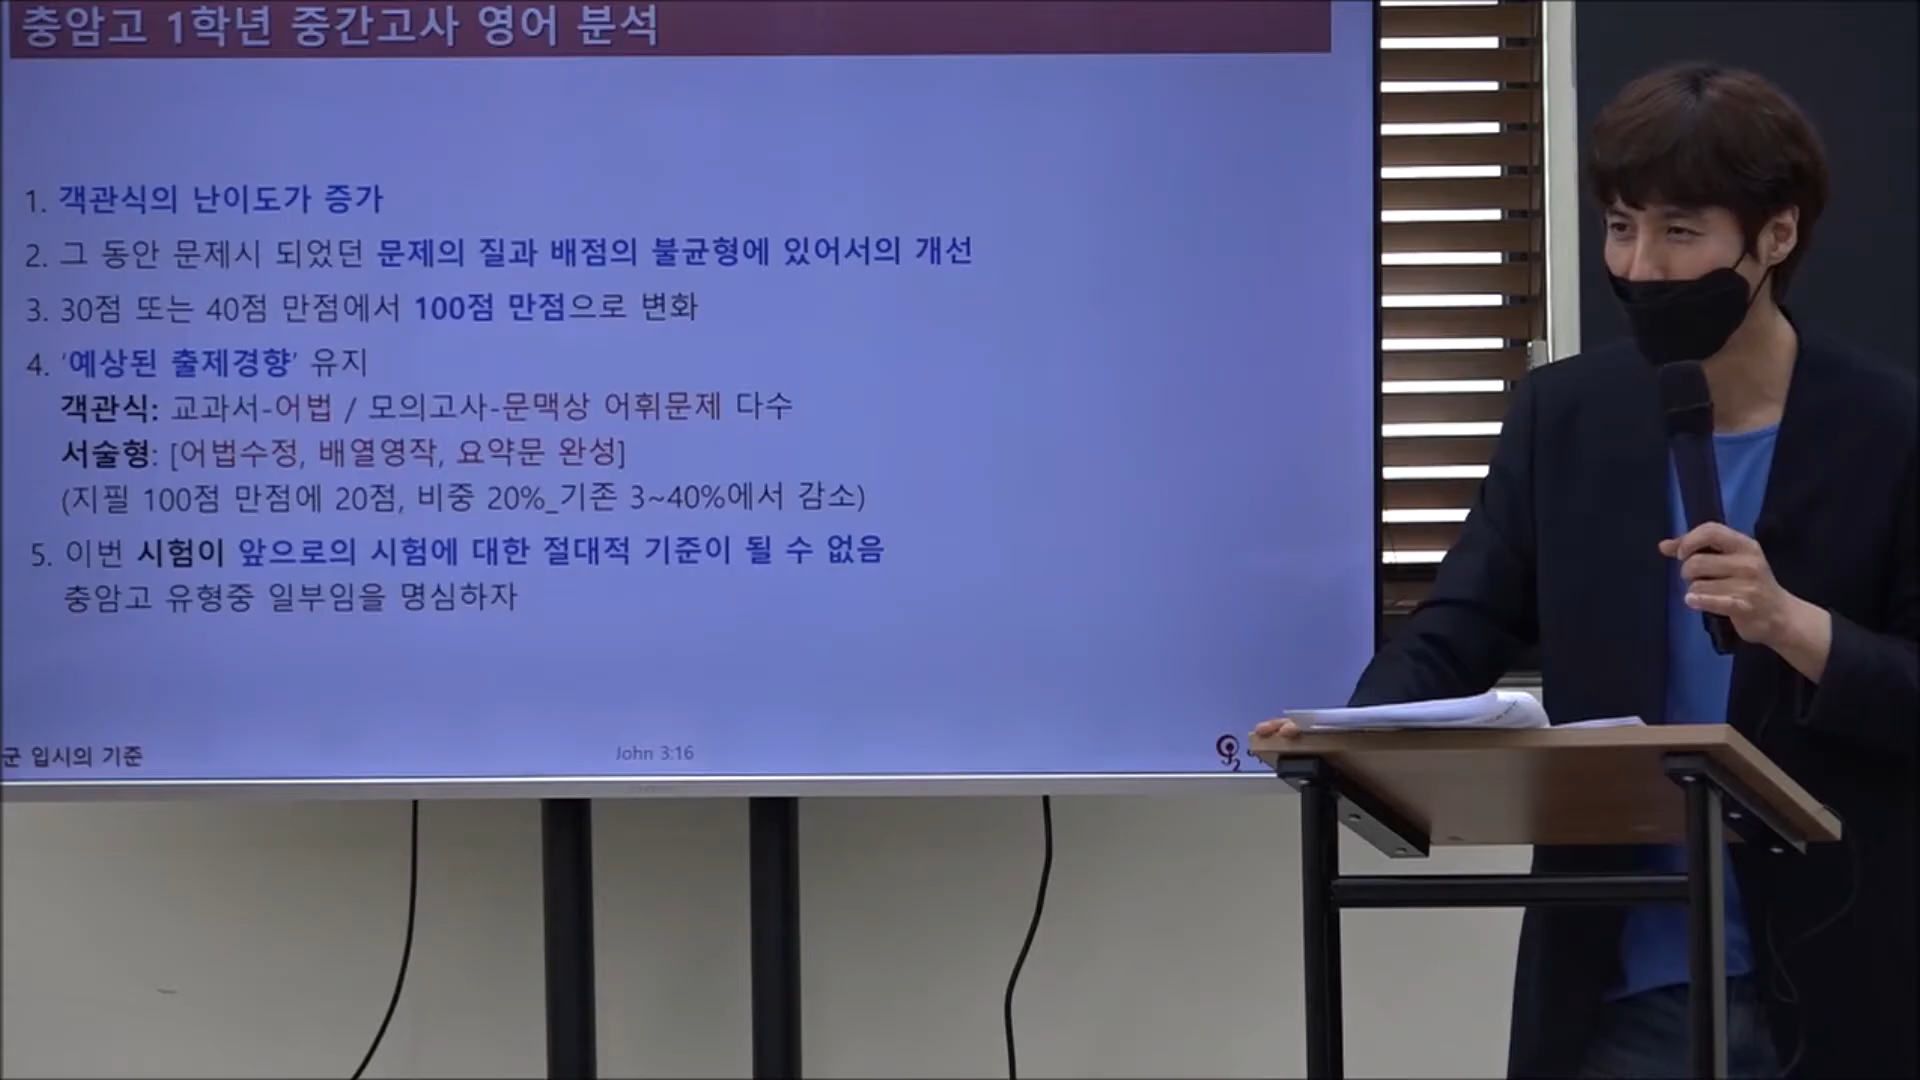 충암고 1학년 중간고사 영어 분석
1. 객관식의 난이도가 증가
2. 그 동안 문제시 되었던 문제의 질과 배점의 불균형에 있어서의 개선
3. 30점 또는 40점 만점에서 100점 만점으로 변화
4. '예상된 출제경향' 유지
객관식: 교과서-어법 / 모의고사-문맥상 어휘문제 다수
서술형: [어법수정, 배열영작, 요약문 완성]
(지필 100점 만점에 20점, 비중 20%_기존 3~40%에서 감소)
5. 이번 시험이 앞으로의 시험에 대한 절대적 기준이 될 수 없음
충암고 유형중 일부임을 명심하자
군 입시의 기준
John 3:16